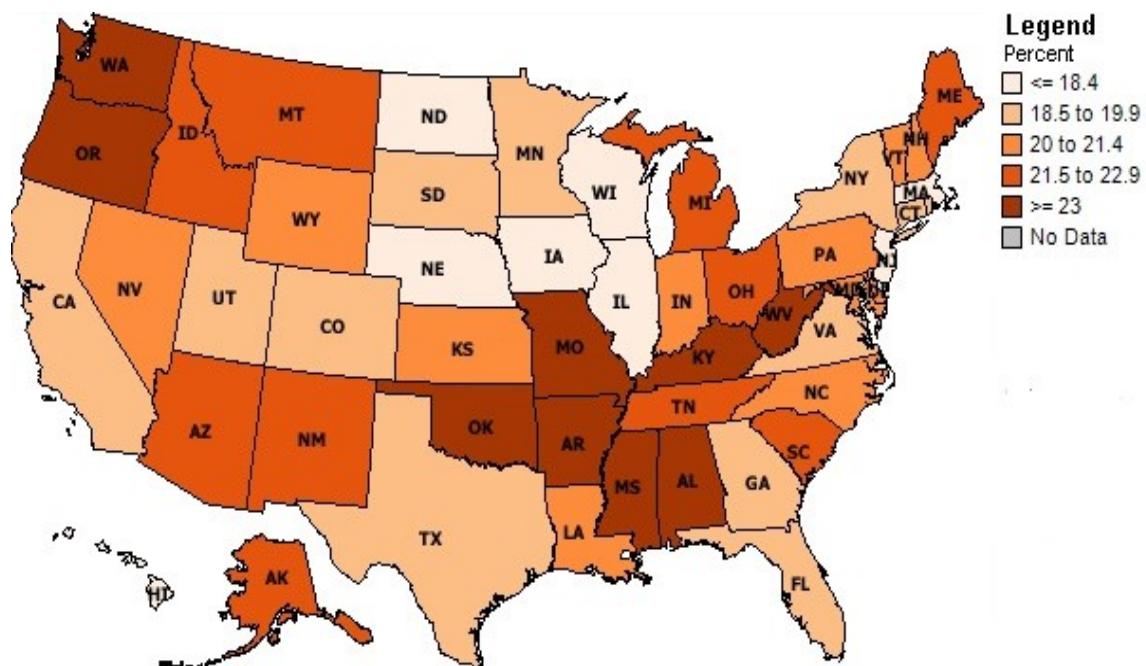 Legend
Percent
<= 18.4
18.5 to 19.9
20 to 21.4
21.5 to 22.9
>= 23
No Data
WA
OR
ID
MT
ND
MN
WI
MI
ME
NH
VT
NY
MA
CT
SD
WY
NE
IA
IL
IN
OH
PA
NJ
CA
NV
UT
CO
KS
MO
KY
WV
VA
MD
AZ
NM
OK
AR
TN
NC
SC
TX
LA
MS
AL
GA
FL
AK
HI